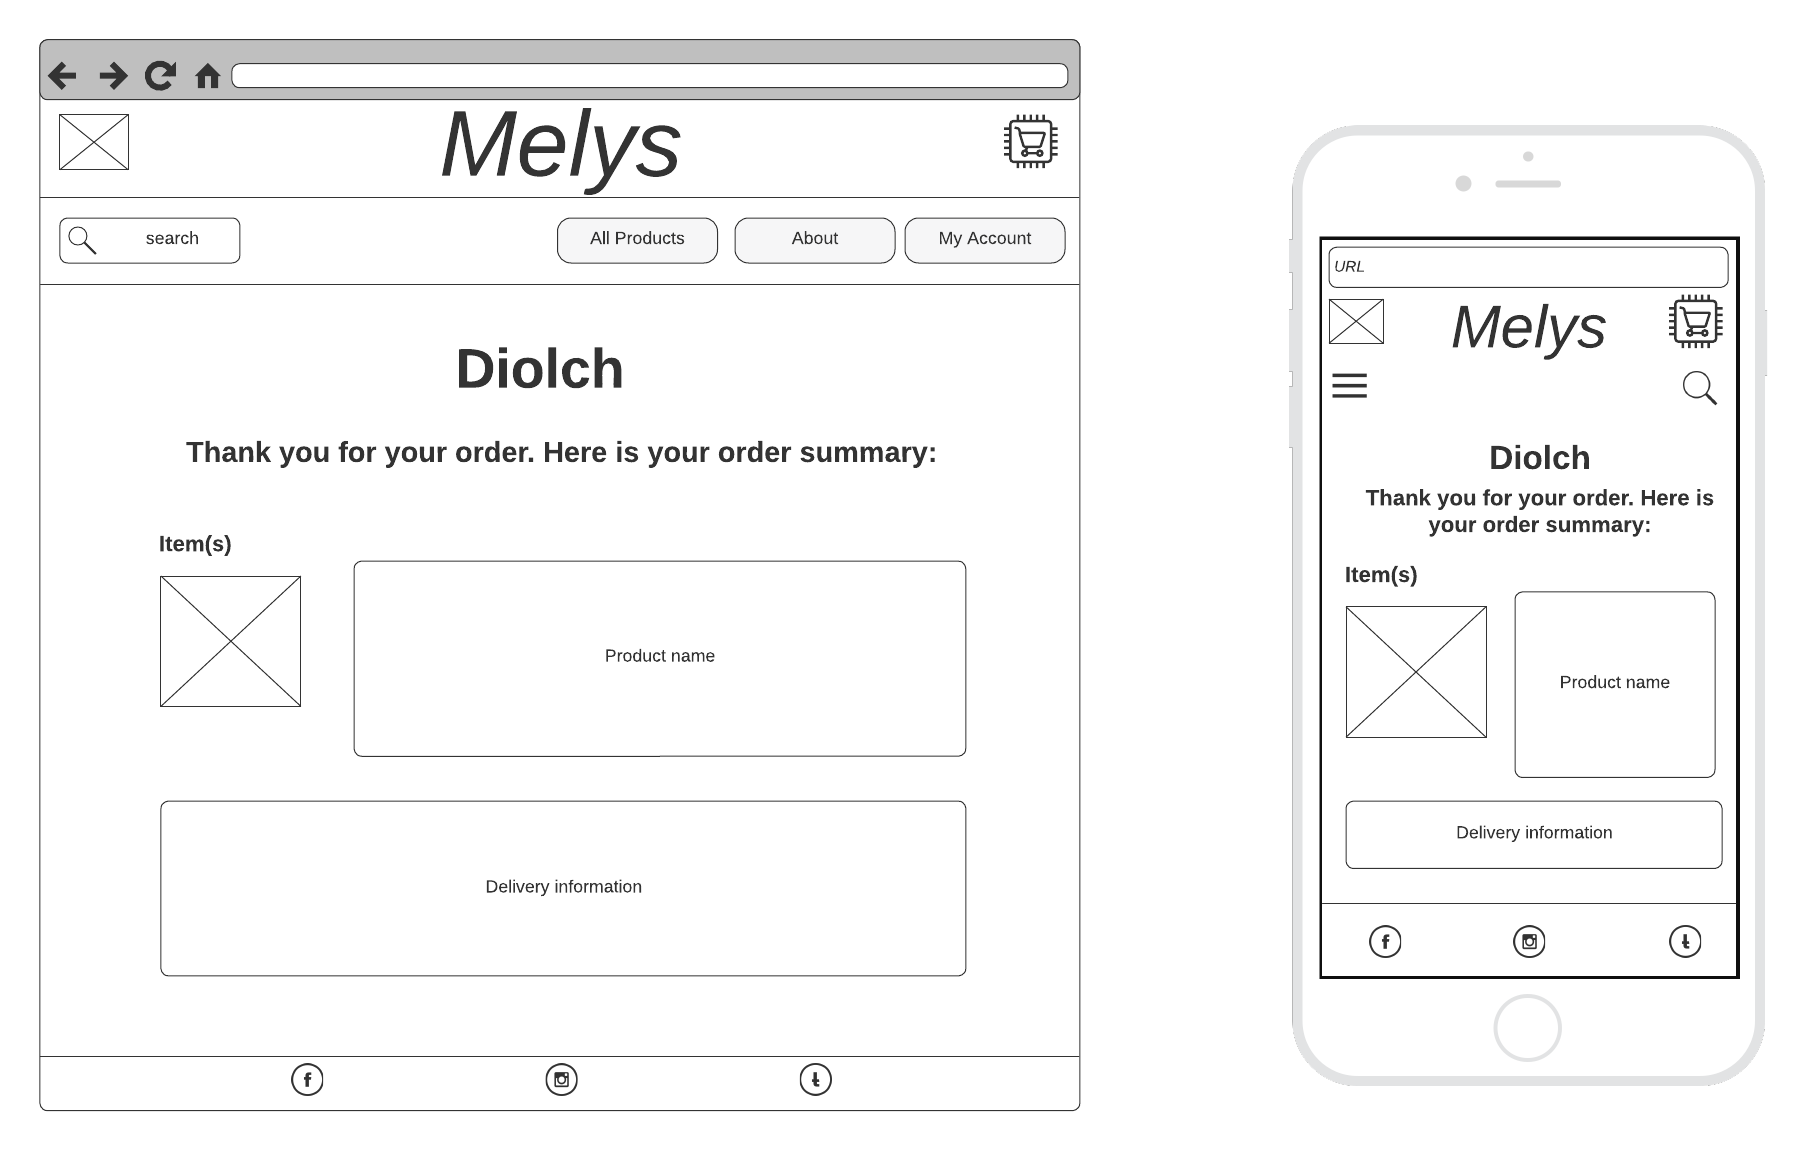 Melys
search
All Products
About
My Account
Diolch
Thank you for your order. Here is your order summary:
Item(s)
Product name
Delivery information
URL
Melys
Diolch
Thank you for your order. Here is
your order summary:
Item(s)
Product name
Delivery information